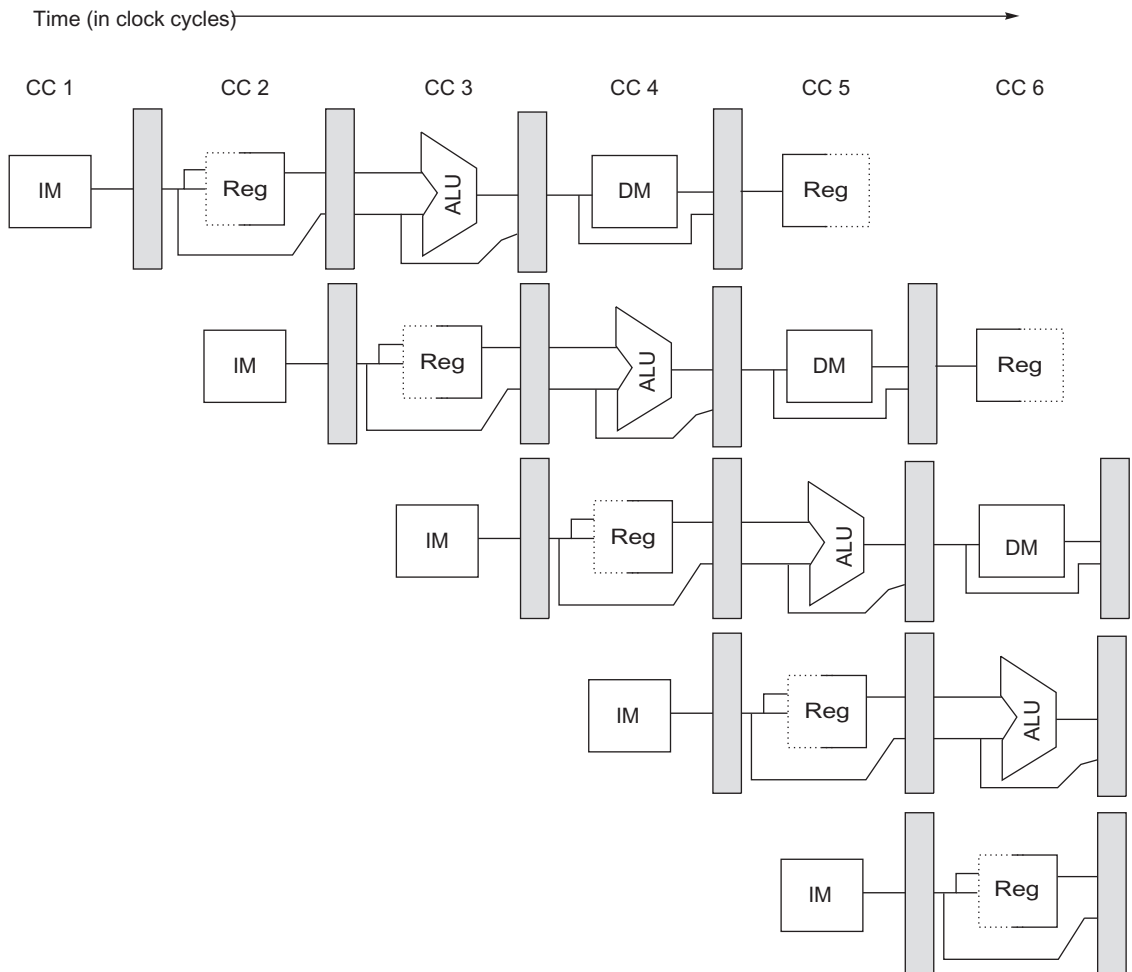 Time (in clock cycles)
CC 1 CC 2 CC 3 CC 4 CC 5 CC 6
IM Reg ALU DM Reg
IM Reg ALU DM Reg
IM Reg ALU DM
IM Reg ALU
IM Reg